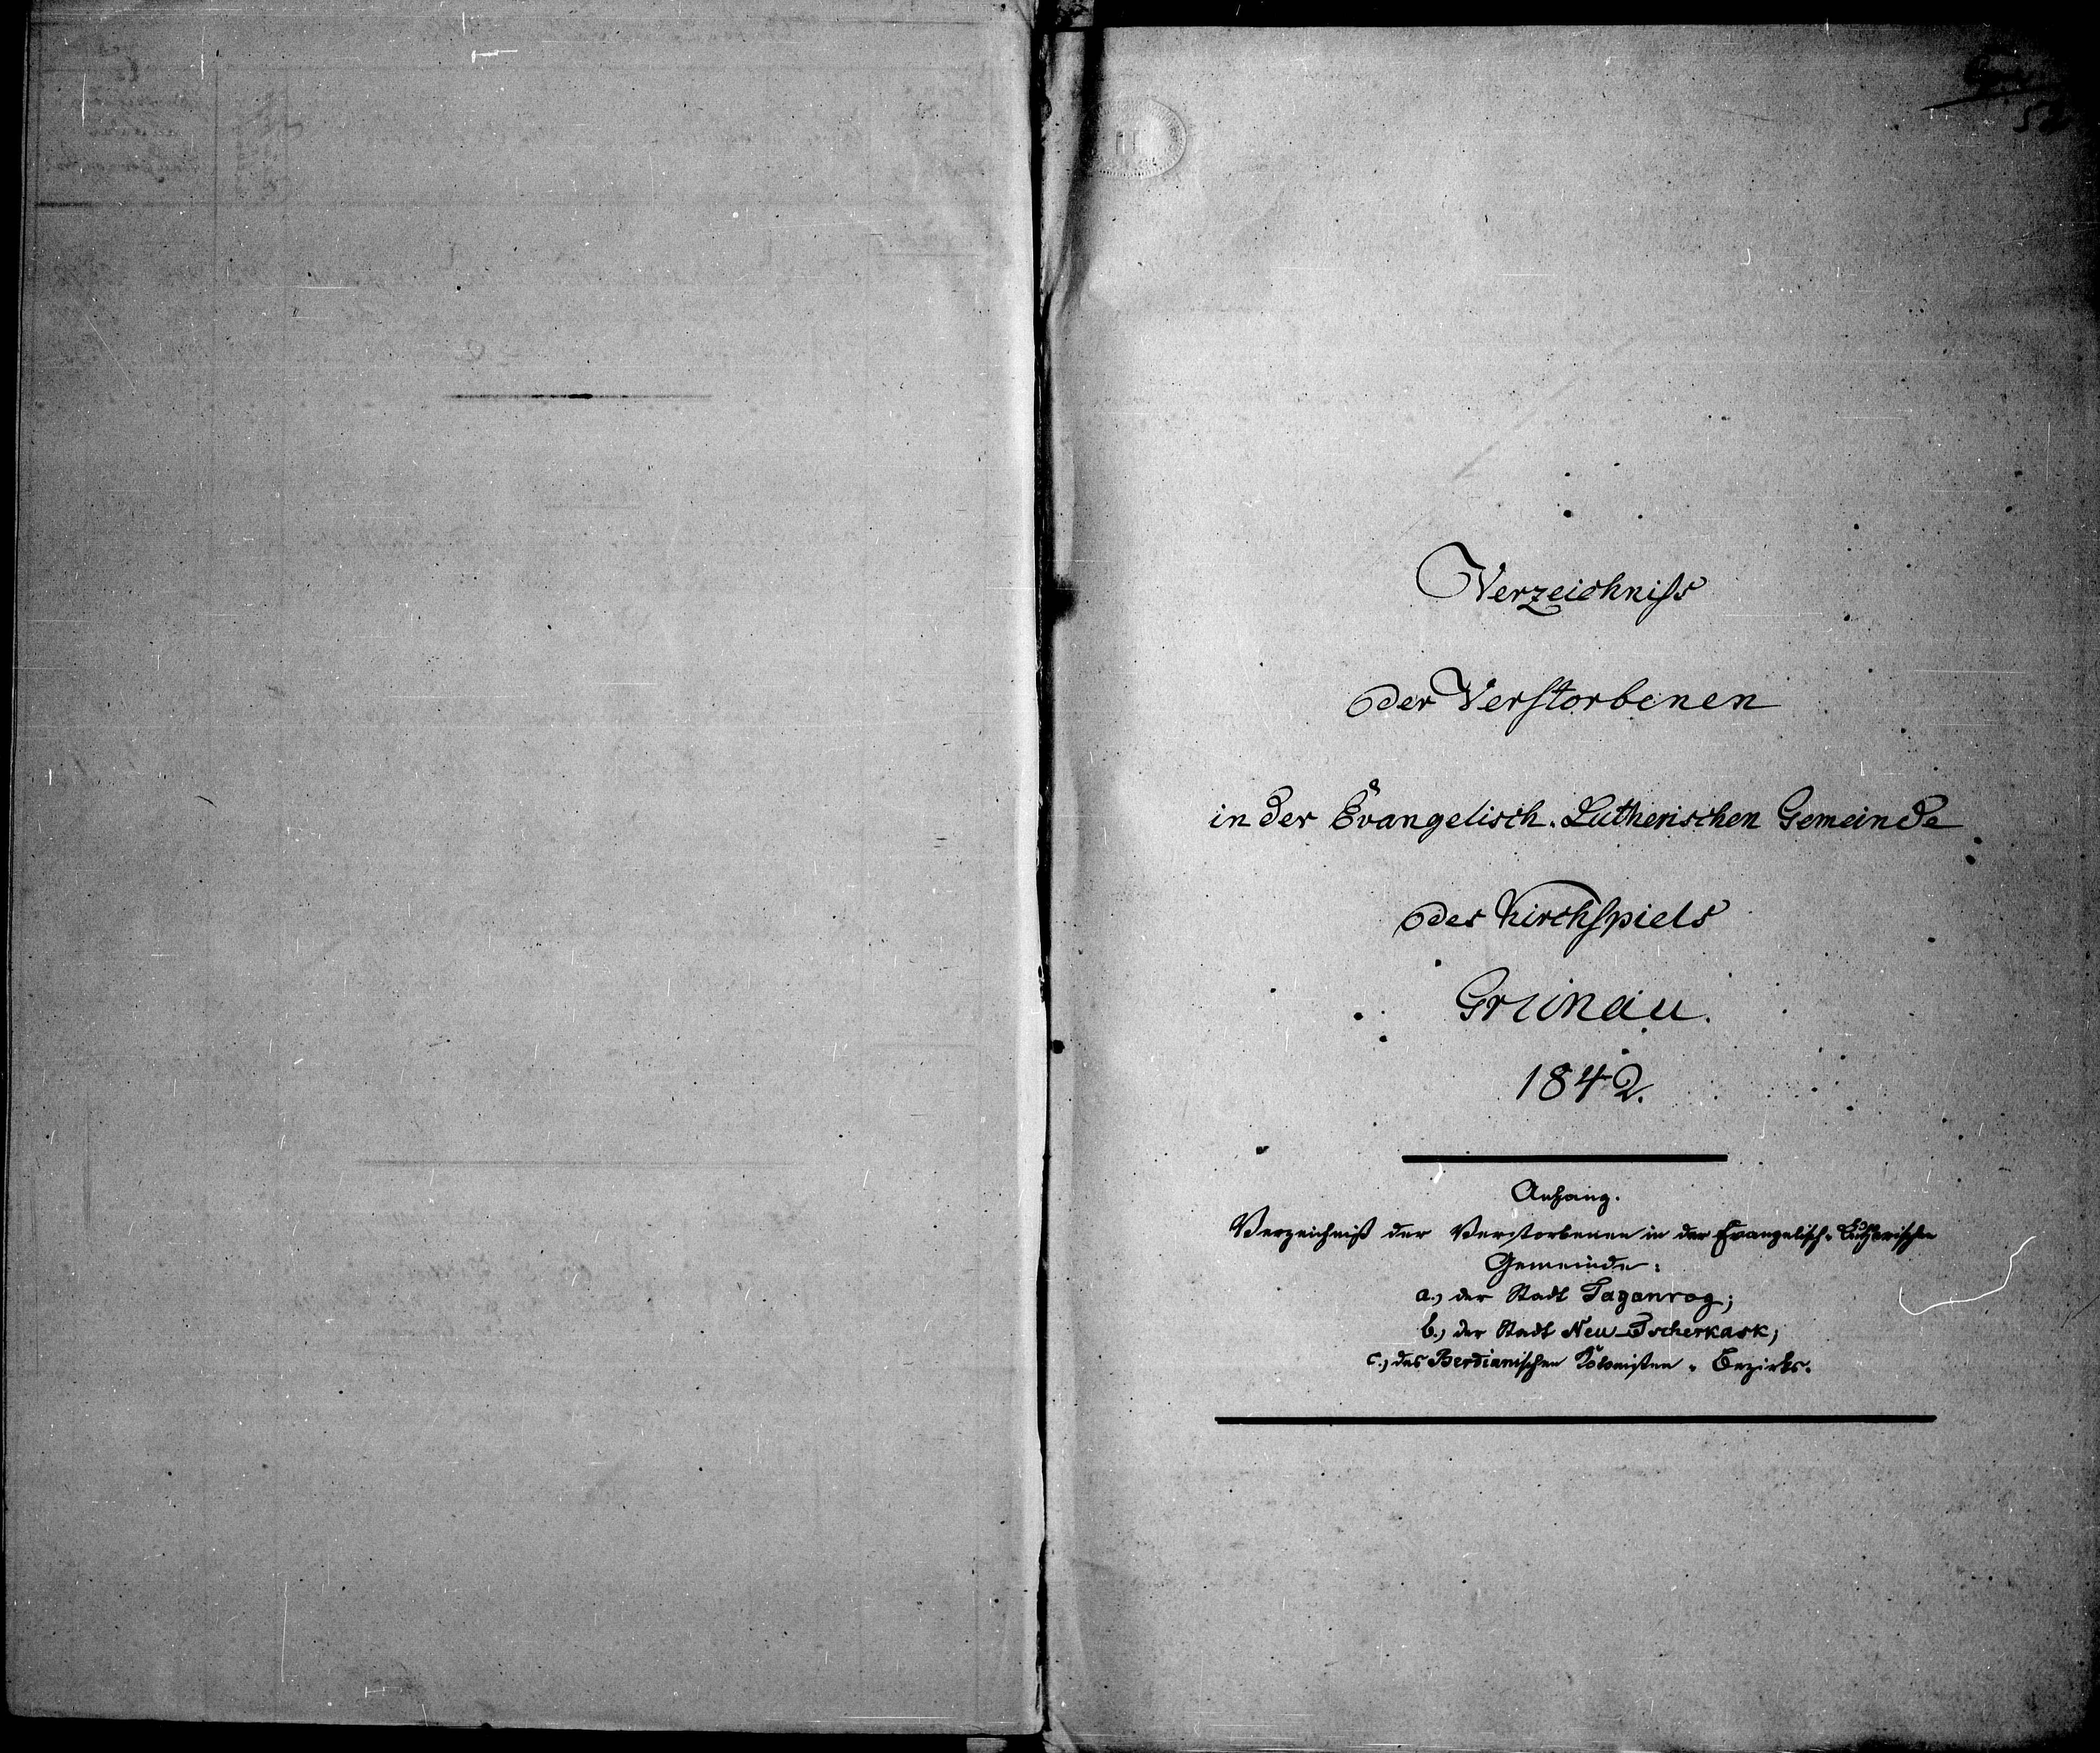 Verzeichniſs
der Verſtorbenen
in der Evangelisch-Lutherischen Gemeinde
des Kirchſpiels
Grünau.
1842.
Anhang.
Verzeichniß der Verstorbenen in der Evangelisch-Lutherischen
Gemeinde:
a.) der Stadt Taganrog;
b.) der Stadt Neu-Tscherkask;
c.) des Berdianischen Kolonisten-Bezirks.